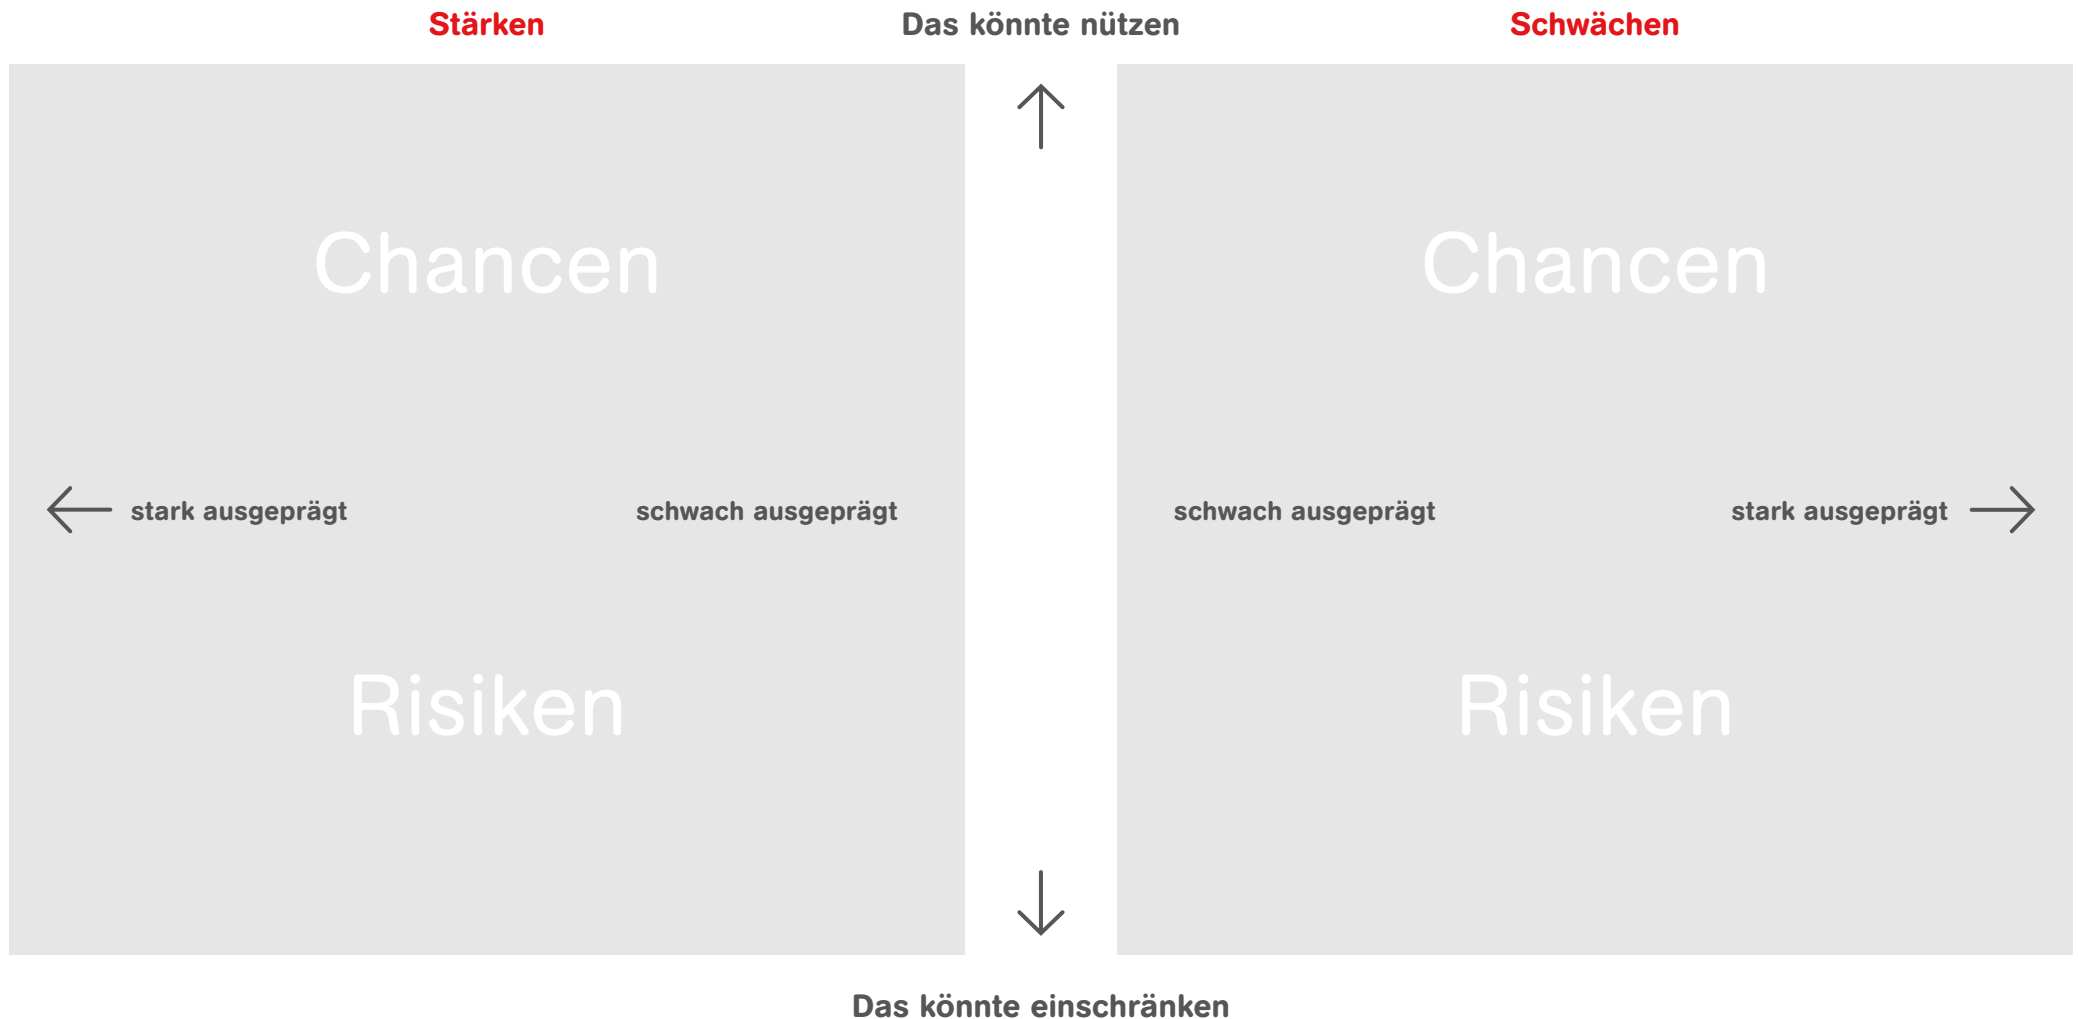 Stärken
Das könnte nützen
Schwächen
Chancen
Chancen
stark ausgeprägt
schwach ausgeprägt
schwach ausgeprägt
stark ausgeprägt
Risiken
Risiken
Das könnte einschränken